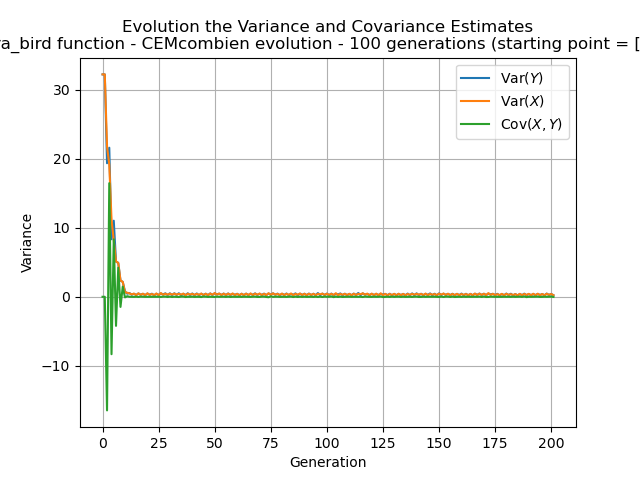 Evolution the Variance and Covariance Estimates
function - CEMcombien evolution - 100 generations (starting point = [
Var(Y)
Var(X)
Cov(X, Y)
30
20
10
0
−10
Variance
0 25 50 75 100 125 150 175 200
Generation